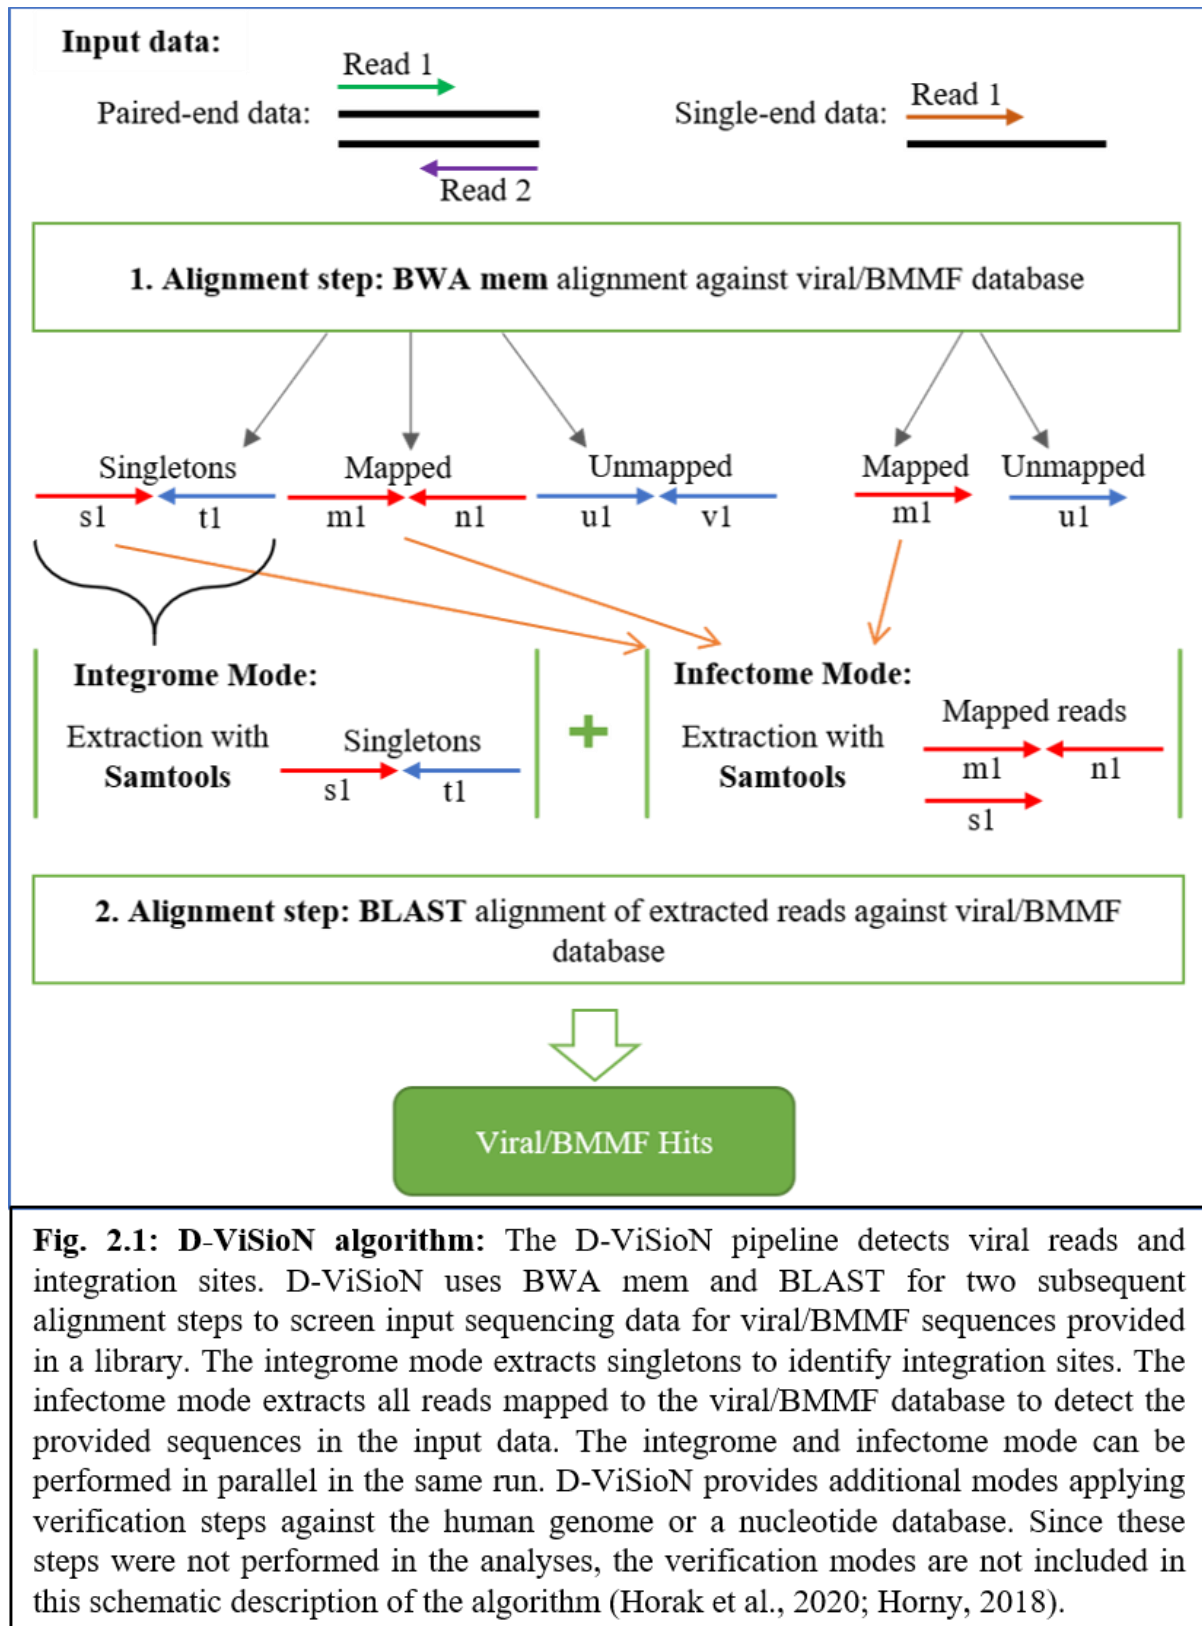 Input data:
Read 1
Paired-end data:
Read 2
Read 1
Single-end data:
1. Alignment step: BWA mem alignment against viral/BMMF database
Singletons
Mapped
Unmapped
Mapped
Unmapped
s1
t1
m1
n1
u1
v1
m1
u1
Integrome Mode:
Extraction with
Samtools
Singletons
s1
t1
+
Infectome Mode:
Extraction with
Samtools
Mapped reads
m1
n1
s1
2. Alignment step: BLAST alignment of extracted reads against viral/BMMF
database
Viral/BMMF Hits
Fig. 2.1: D-ViSioN algorithm: The D-ViSioN pipeline detects viral reads and
integration sites. D-ViSioN uses BWA mem and BLAST for two subsequent
alignment steps to screen input sequencing data for viral/BMMF sequences provided
in a library. The integrome mode extracts singletons to identify integration sites. The
infectome mode extracts all reads mapped to the viral/BMMF database to detect the
provided sequences in the input data. The integrome and infectome mode can be
performed in parallel in the same run. D-ViSioN provides additional modes applying
verification steps against the human genome or a nucleotide database. Since these
steps were not performed in the analyses, the verification modes are not included in
this schematic description of the algorithm (Horak et al., 2020; Horny, 2018).